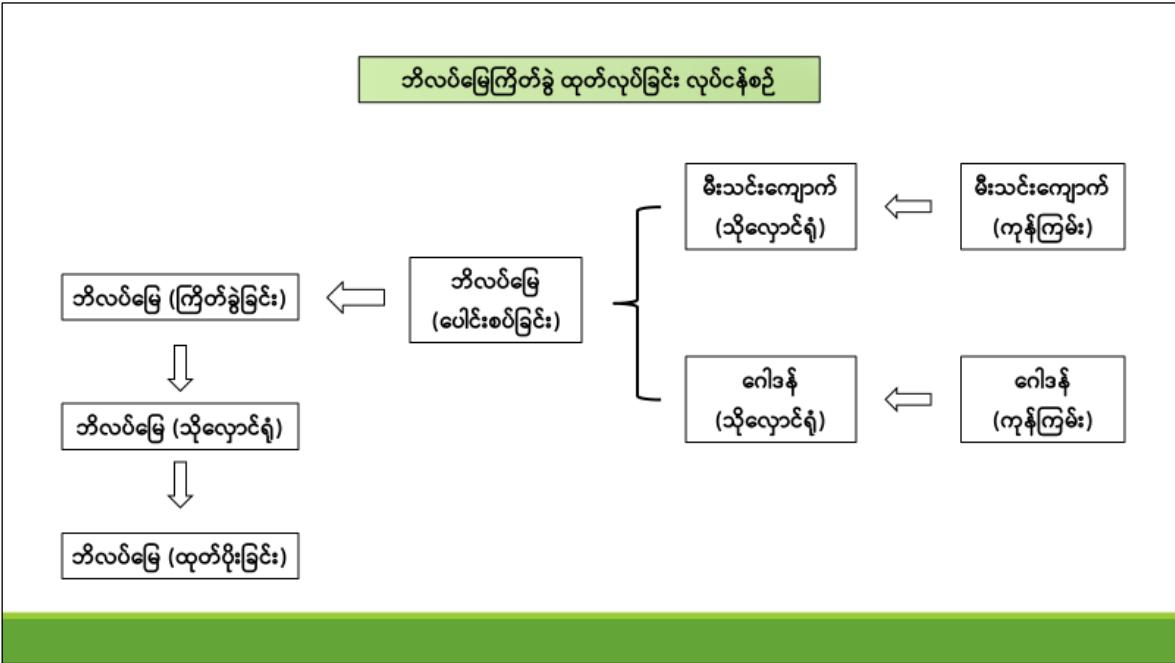 ဘိလပ်မြေကြိတ်ခွဲ ထုတ်လုပ်ခြင်း လုပ်ငန်စဉ်
မီးသင်းကျောက်
(ကုန်ကြမ်း)
မီးသင်းကျောက်
(သိုလှောင်ရုံ)
ဂေါဒန်
(ကုန်ကြမ်း)
ဂေါဒန်
(သိုလှောင်ရုံ)
ဘိလပ်မြေ
(ပေါင်းစပ်ခြင်း)
ဘိလပ်မြေ (ကြိတ်ခွဲခြင်း)
ဘိလပ်မြေ (သိုလှောင်ရုံ)
ဘိလပ်မြေ (ထုတ်ပိုးခြင်း)